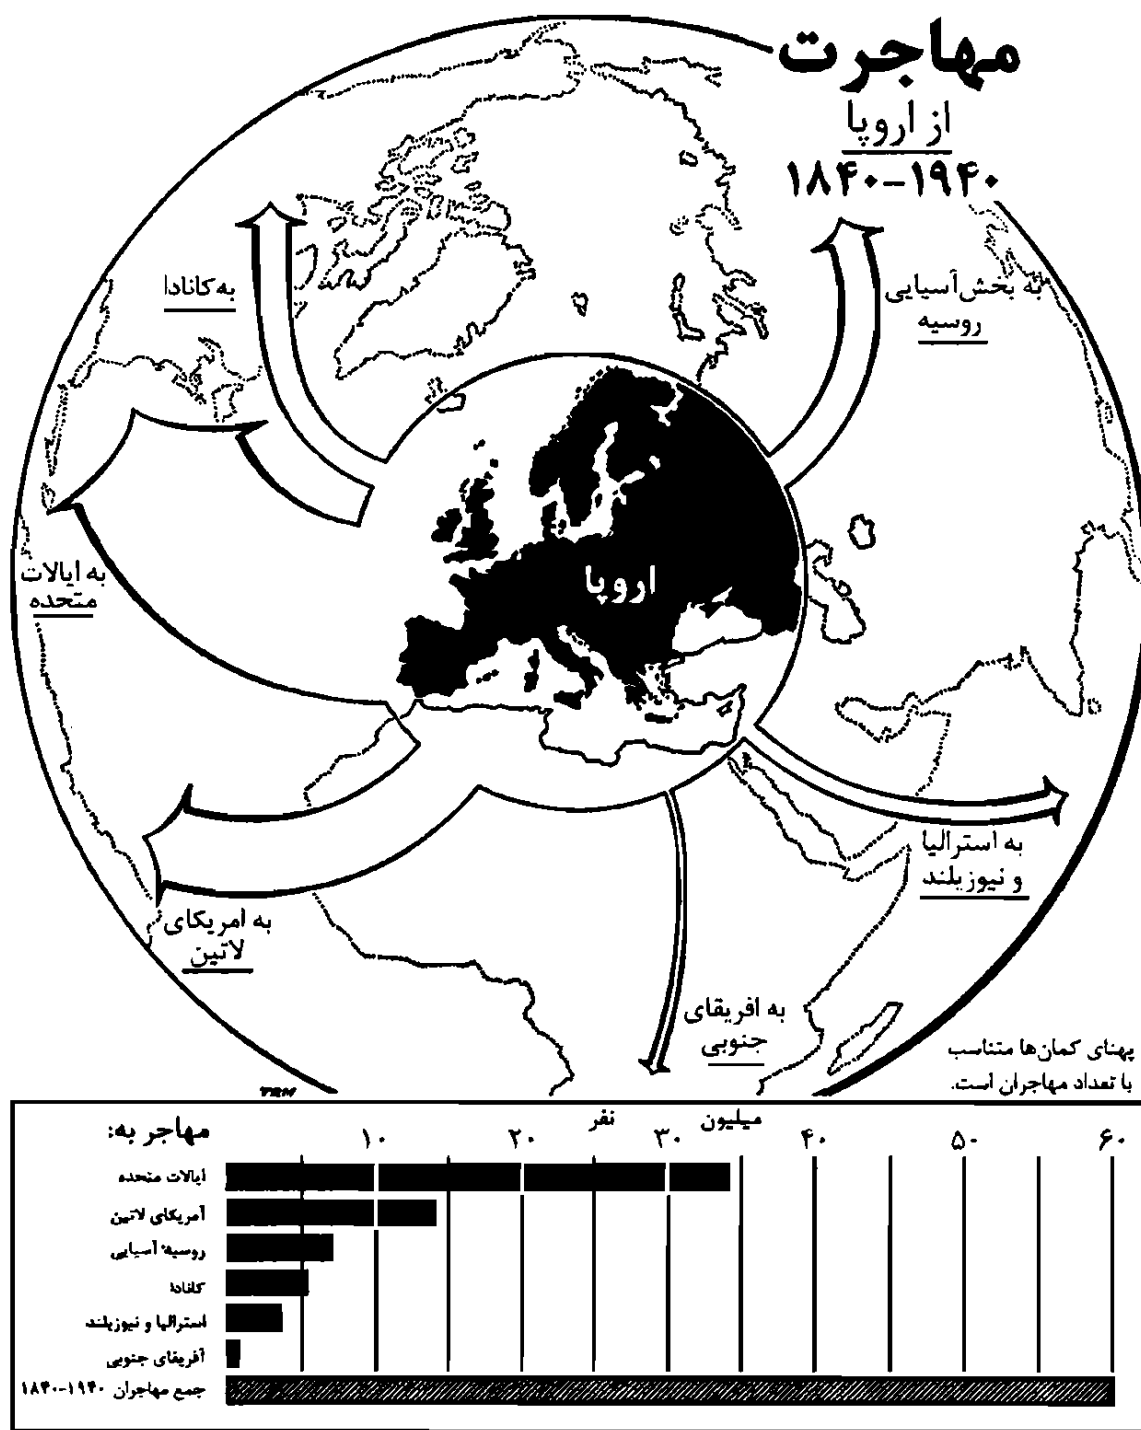 مهاجرت
از اروپا
۱۸۴۰-۱۹۴۰
به کانادا
به بخش آسیایی
روسیه
به ایالات
متحده
اروپا
به استرالیا
و نیوزیلند
به امریکای
لاتین
به افریقای
جنوبی
پهنای کمان‌ها متناسب
با تعداد مهاجران است.
TRM
مهاجر به:
نفر میلیون
۱۰ ۲۰ ۳۰ ۴۰ ۵۰ ۶۰
ایالات متحده
آمریکای لاتین
روسیهٔ آسیایی
کانادا
استرالیا و نیوزیلند
آفریقای جنوبی
جمع مهاجران ۱۹۴۰-۱۸۴۰